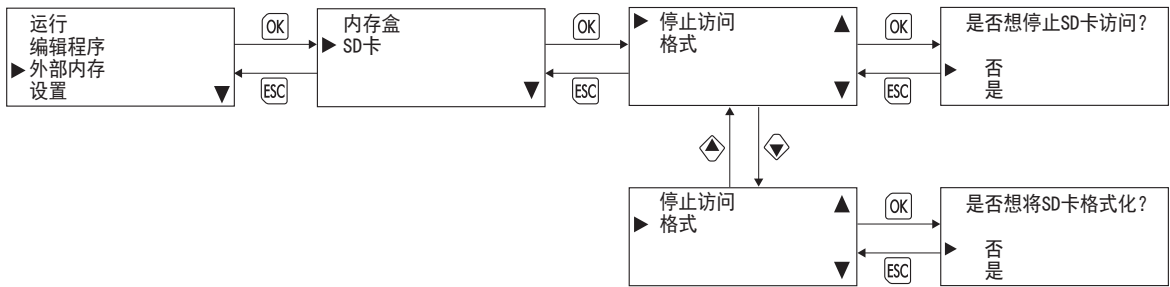 运行
编辑程序
外部内存
设置
OK
ESC
内存盒
SD卡
OK
ESC
停止访问
格式
OK
ESC
是否想停止SD卡访问?
否
是
停止访问
格式
OK
ESC
是否想将SD卡格式化?
否
是